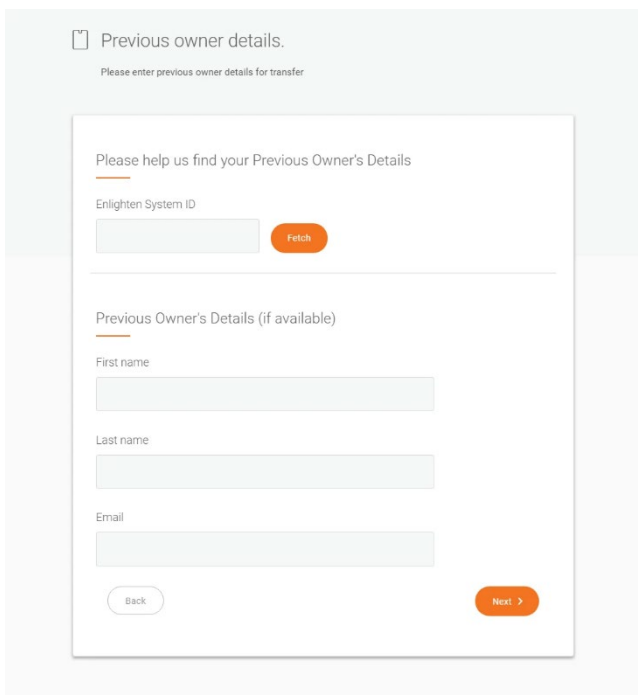 Previous owner details.
Please enter previous owner details for transfer
Please help us find your Previous Owner's Details
Enlighten System ID
Fetch
Previous Owner's Details (if available)
First name
Last name
Email
Back
Next